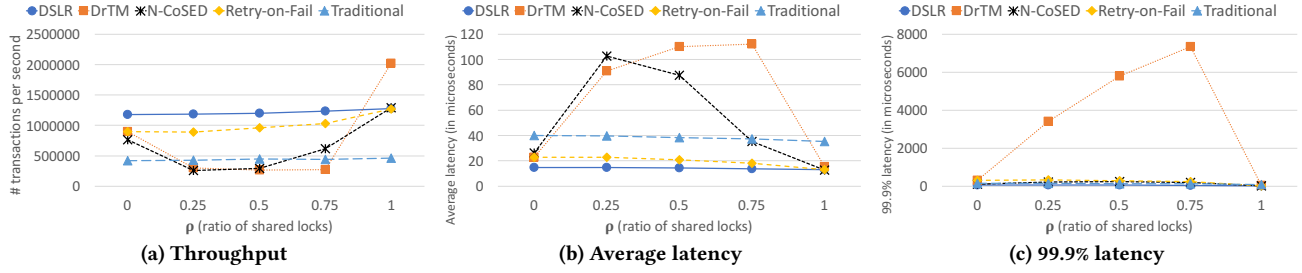 DSLR DrTM N-CoSED Retry-on-Fail Traditional
# transactions per second
2500000
2000000
1500000
1000000
500000
0
0 0.25 0.5 0.75 1
ρ (ratio of shared locks)
(a) Throughput
DSLR DrTM N-CoSED Retry-on-Fail Traditional
Average latency (in microseconds)
120
100
80
60
40
20
0
0 0.25 0.5 0.75 1
ρ (ratio of shared locks)
(b) Average latency
DSLR DrTM N-CoSED Retry-on-Fail Traditional
99.9% latency (in microseconds)
8000
6000
4000
2000
0
0 0.25 0.5 0.75 1
ρ (ratio of shared locks)
(c) 99.9% latency